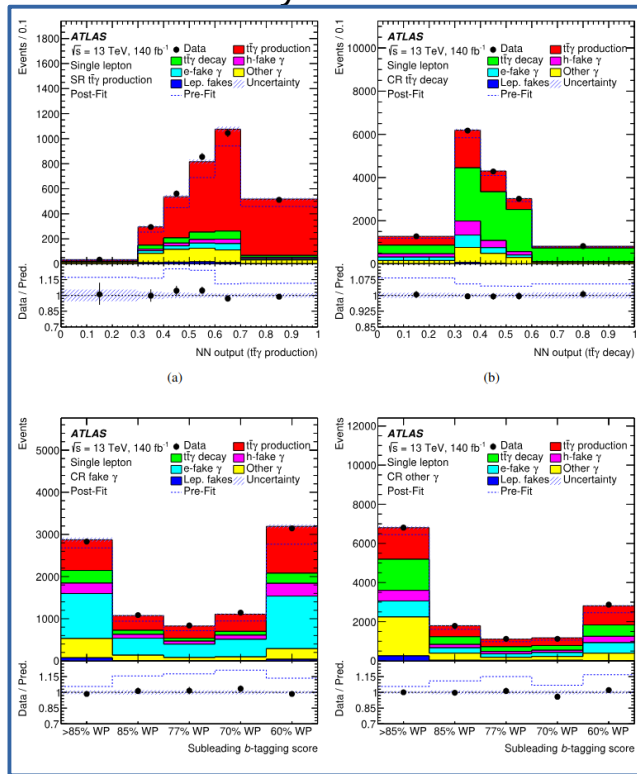 ATLAS
√s = 13 TeV, 140 fb⁻¹
Single lepton
SR tt̄γ production
Post-Fit
Data
tt̄γ production
tt̄γ decay
h-fake γ
e-fake γ
Other γ
Lep. fakes
Uncertainty
Pre-Fit
Events / 0.1
1800
1600
1400
1200
1000
800
600
400
200
0
Data / Pred.
1.15
1
0.85
0.7
0 0.1 0.2 0.3 0.4 0.5 0.6 0.7 0.8 0.9 1
NN output (tt̄γ production)
(a)
ATLAS
√s = 13 TeV, 140 fb⁻¹
Single lepton
CR tt̄γ decay
Post-Fit
Data
tt̄γ production
tt̄γ decay
h-fake γ
e-fake γ
Other γ
Lep. fakes
Uncertainty
Pre-Fit
Events / 0.1
10000
8000
6000
4000
2000
0
Data / Pred.
1.075
1
0.925
0.85
0 0.1 0.2 0.3 0.4 0.5 0.6 0.7 0.8 0.9 1
NN output (tt̄γ decay)
(b)
ATLAS
√s = 13 TeV, 140 fb⁻¹
Single lepton
CR fake γ
Post-Fit
Data
tt̄γ production
tt̄γ decay
h-fake γ
e-fake γ
Other γ
Lep. fakes
Uncertainty
Pre-Fit
Events
5000
4000
3000
2000
1000
0
Data / Pred.
1.15
1
0.85
0.7
>85% WP 85% WP 77% WP 70% WP 60% WP
Subleading b-tagging score
ATLAS
√s = 13 TeV, 140 fb⁻¹
Single lepton
CR other γ
Post-Fit
Data
tt̄γ production
tt̄γ decay
h-fake γ
e-fake γ
Other γ
Lep. fakes
Uncertainty
Pre-Fit
Events
12000
10000
8000
6000
4000
2000
0
Data / Pred.
1.15
1
0.85
0.7
>85% WP 85% WP 77% WP 70% WP 60% WP
Subleading b-tagging score